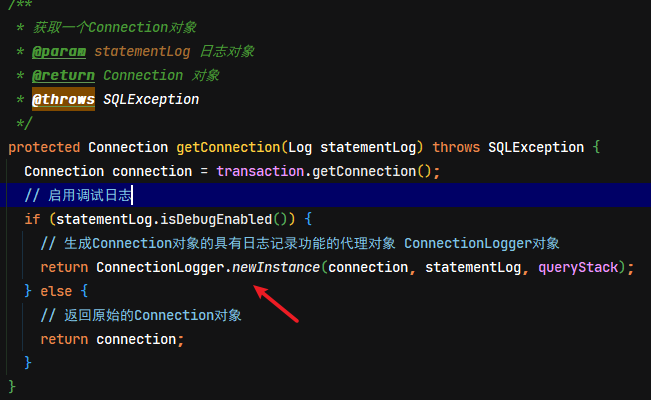 /**
 * 获取一个Connection对象
 * @param statementLog 日志对象
 * @return Connection 对象
 * @throws SQLException
 */
protected Connection getConnection(Log statementLog) throws SQLException {
  Connection connection = transaction.getConnection();
  // 启用调试日志
  if (statementLog.isDebugEnabled()) {
    // 生成Connection对象的具有日志记录功能的代理对象 ConnectionLogger对象
    return ConnectionLogger.newInstance(connection, statementLog, queryStack);
  } else {
    // 返回原始的Connection对象
    return connection;
  }
}